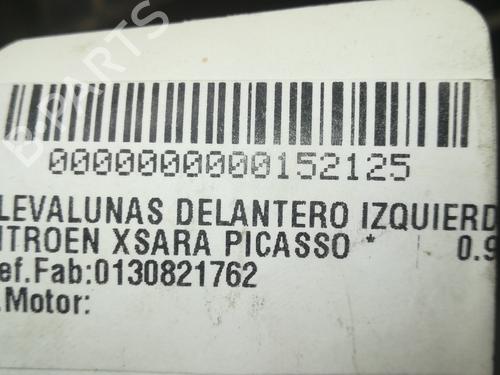 B PARTS
0000000000152125
LEVALUNAS DELANTERO IZQUIERD
ITROEN XSARA PICASSO * 0.9
ef.Fab:0130821762
.Motor: